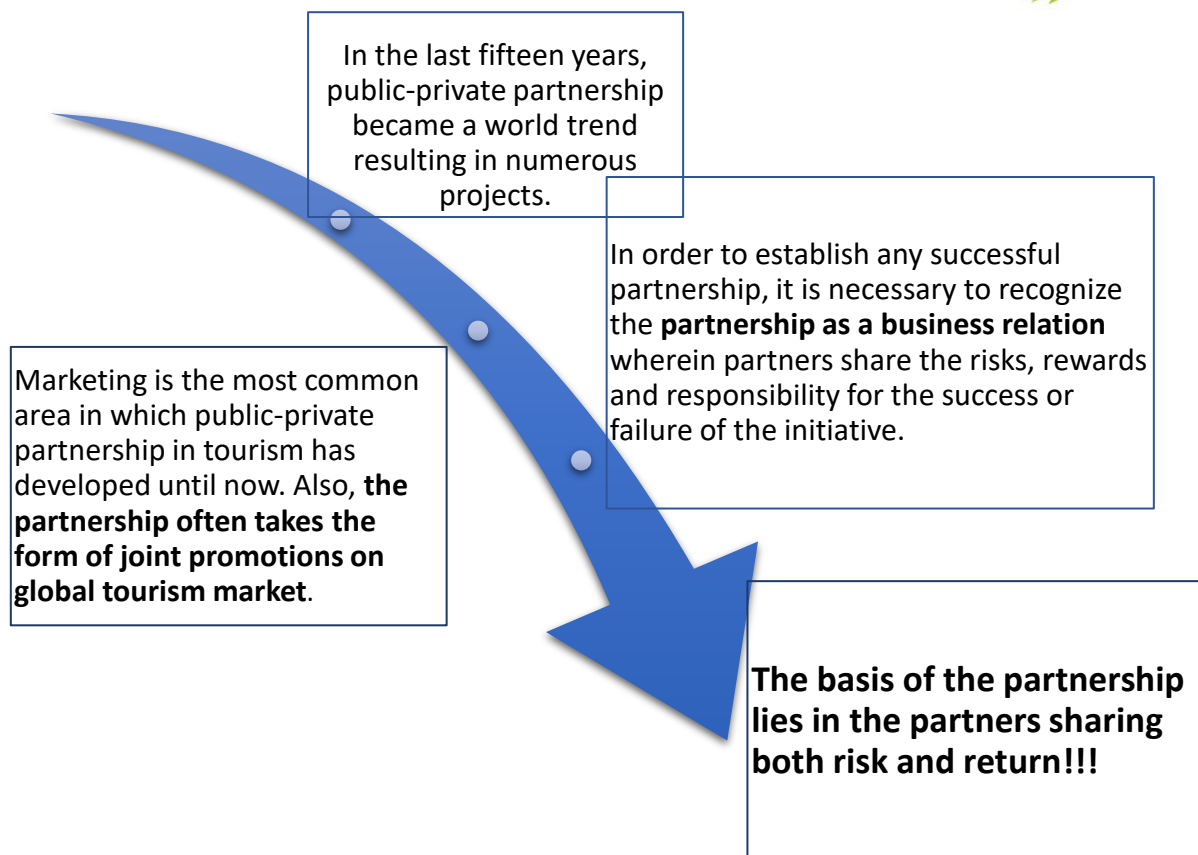 In the last fifteen years,
public-private partnership
became a world trend
resulting in numerous
projects.
In order to establish any successful
partnership, it is necessary to recognize
the partnership as a business relation
wherein partners share the risks, rewards
and responsibility for the success or
failure of the initiative.
Marketing is the most common
area in which public-private
partnership in tourism has
developed until now. Also, the
partnership often takes the
form of joint promotions on
global tourism market.
The basis of the partnership
lies in the partners sharing
both risk and return!!!